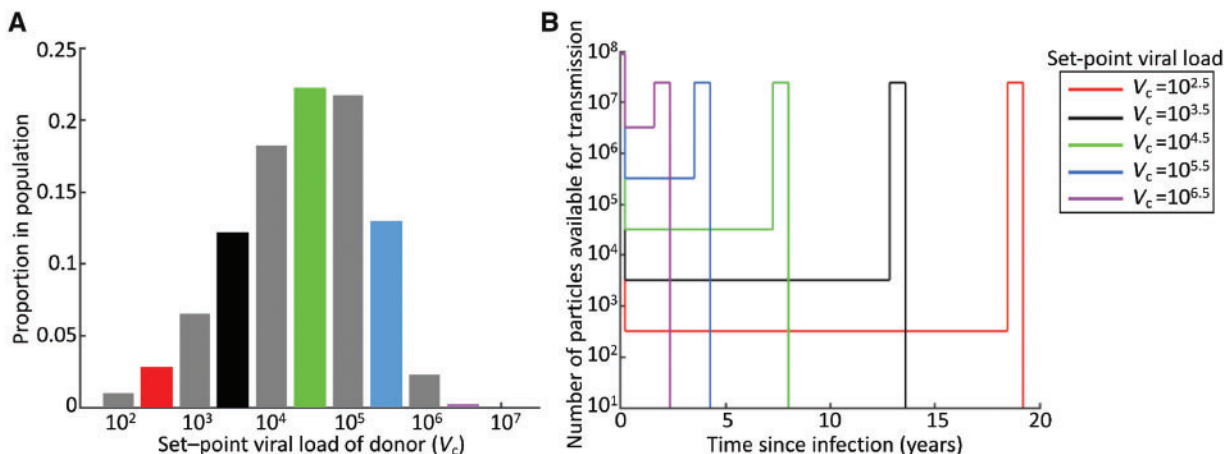 A
Proportion in population
0.25
0.2
0.15
0.1
0.05
0
10² 10³ 10⁴ 10⁵ 10⁶ 10⁷
Set–point viral load of donor (Vc)
B
Number of particles available for transmission
10⁸
10⁷
10⁶
10⁵
10⁴
10³
10²
10¹
0 5 10 15 20
Time since infection (years)
Set-point viral load
Vc =10^2.5
Vc =10^3.5
Vc =10^4.5
Vc =10^5.5
Vc =10^6.5